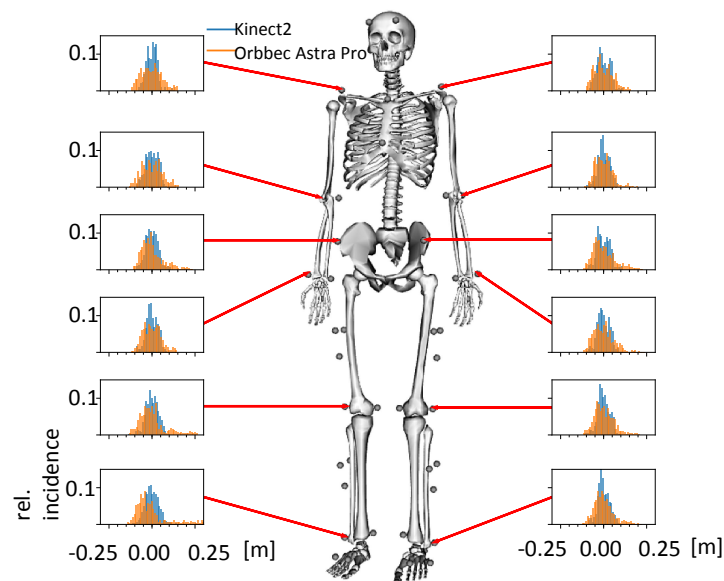 Kinect2
Orbbec Astra Pro
0.1
0.1
0.1
0.1
0.1
0.1
rel.
incidence
-0.25 0.00 0.25 [m]
-0.25 0.00 0.25 [m]